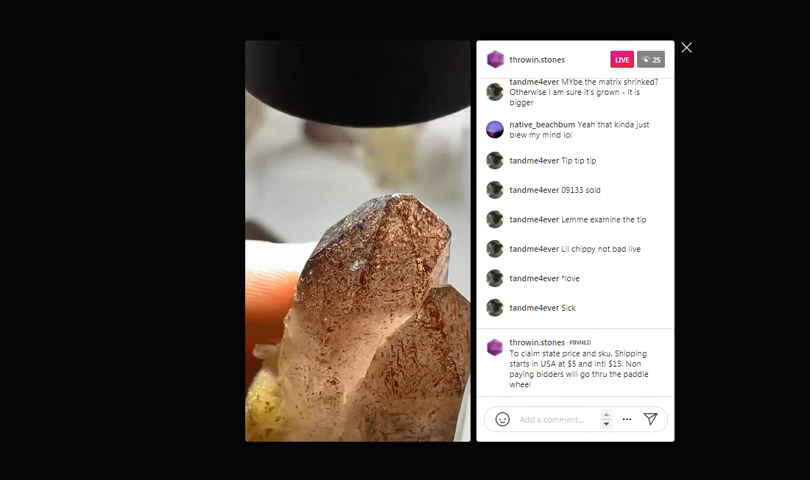 throwin.stones
LIVE
25
tandme4ever MYbe the matrix shrinked?
Otherwise i am sure it's grown - it is
bigger
native_beachbum Yeah that kinda just
blew my mind lol
tandme4ever Tip tip tip
tandme4ever 09133 sold
tandme4ever Lemme examine the tip
tandme4ever Lil chippy not bad live
tandme4ever *love
tandme4ever Sick
throwin.stones · PINNED
To claim state price and sku. Shipping
starts in USA at $5 and intl $15. Non
paying bidders will go thru the paddle
wheel
Add a comment...